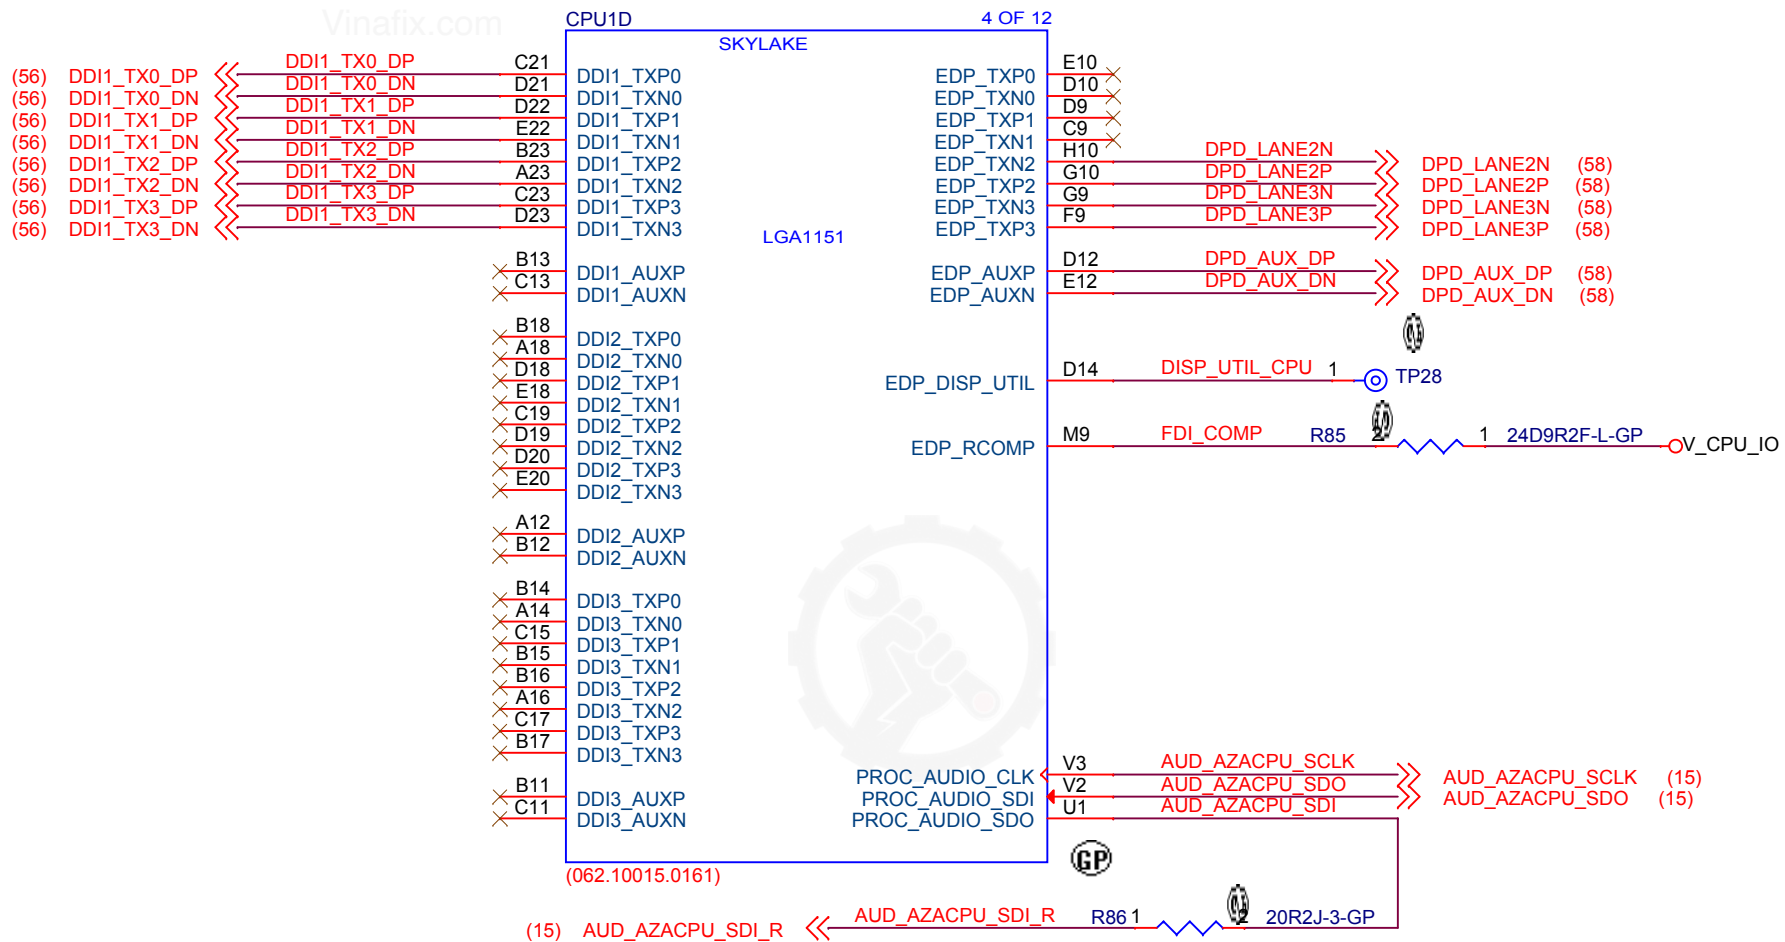 Vinafix.com
CPU1D 4 OF 12
SKYLAKE
LGA1151
(56) DDI1_TX0_DP DDI1_TX0_DP C21 DDI1_TXP0
(56) DDI1_TX0_DN DDI1_TX0_DN D21 DDI1_TXN0
(56) DDI1_TX1_DP DDI1_TX1_DP D22 DDI1_TXP1
(56) DDI1_TX1_DN DDI1_TX1_DN E22 DDI1_TXN1
(56) DDI1_TX2_DP DDI1_TX2_DP B23 DDI1_TXP2
(56) DDI1_TX2_DN DDI1_TX2_DN A23 DDI1_TXN2
(56) DDI1_TX3_DP DDI1_TX3_DP C23 DDI1_TXP3
(56) DDI1_TX3_DN DDI1_TX3_DN D23 DDI1_TXN3
B13 DDI1_AUXP
C13 DDI1_AUXN
B18 DDI2_TXP0
A18 DDI2_TXN0
D18 DDI2_TXP1
E18 DDI2_TXN1
C19 DDI2_TXP2
D19 DDI2_TXN2
D20 DDI2_TXP3
E20 DDI2_TXN3
A12 DDI2_AUXP
B12 DDI2_AUXN
B14 DDI3_TXP0
A14 DDI3_TXN0
C15 DDI3_TXP1
B15 DDI3_TXN1
B16 DDI3_TXP2
A16 DDI3_TXN2
C17 DDI3_TXP3
B17 DDI3_TXN3
B11 DDI3_AUXP
C11 DDI3_AUXN
EDP_TXP0 E10
EDP_TXN0 D10
EDP_TXP1 D9
EDP_TXN1 C9
EDP_TXN2 H10 DPD_LANE2N DPD_LANE2N (58)
EDP_TXP2 G10 DPD_LANE2P DPD_LANE2P (58)
EDP_TXN3 G9 DPD_LANE3N DPD_LANE3N (58)
EDP_TXP3 F9 DPD_LANE3P DPD_LANE3P (58)
EDP_AUXP D12 DPD_AUX_DP DPD_AUX_DP (58)
EDP_AUXN E12 DPD_AUX_DN DPD_AUX_DN (58)
EDP_DISP_UTIL D14 DISP_UTIL_CPU 1 TP28
EDP_RCOMP M9 FDI_COMP R85 2 1 24D9R2F-L-GP V_CPU_IO
PROC_AUDIO_CLK V3 AUD_AZACPU_SCLK AUD_AZACPU_SCLK (15)
PROC_AUDIO_SDI V2 AUD_AZACPU_SDO AUD_AZACPU_SDO (15)
PROC_AUDIO_SDO U1 AUD_AZACPU_SDI
GP
(062.10015.0161)
(15) AUD_AZACPU_SDI_R AUD_AZACPU_SDI_R R86 1 2 20R2J-3-GP